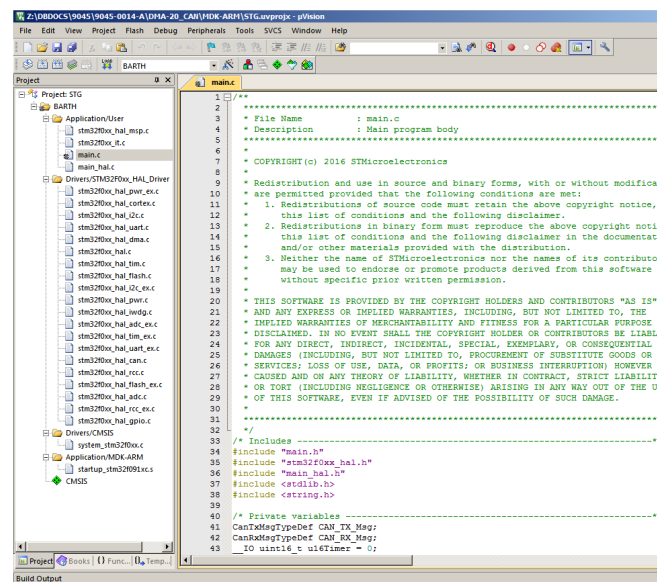 Z:\DBDOCS\9045\9045-0014-A\DMA-20_CAN\MDK-ARM\STG.uvprojx - µVision
File Edit View Project Flash Debug Peripherals Tools SVCS Window Help
BARTH
Project
Project: STG
BARTH
Application/User
stm32f0xx_hal_msp.c
stm32f0xx_it.c
main.c
main_hal.c
Drivers/STM32F0xx_HAL_Driver
stm32f0xx_hal_pwr_ex.c
stm32f0xx_hal_cortex.c
stm32f0xx_hal_i2c.c
stm32f0xx_hal_uart.c
stm32f0xx_hal_dma.c
stm32f0xx_hal.c
stm32f0xx_hal_tim.c
stm32f0xx_hal_flash.c
stm32f0xx_hal_i2c_ex.c
stm32f0xx_hal_pwr.c
stm32f0xx_hal_iwdg.c
stm32f0xx_hal_adc_ex.c
stm32f0xx_hal_tim_ex.c
stm32f0xx_hal_uart_ex.c
stm32f0xx_hal_can.c
stm32f0xx_hal_rcc.c
stm32f0xx_hal_flash_ex.c
stm32f0xx_hal_adc.c
stm32f0xx_hal_rcc_ex.c
stm32f0xx_hal_gpio.c
Drivers/CMSIS
system_stm32f0xx.c
Application/MDK-ARM
startup_stm32f091xc.s
CMSIS
Project Books {} Func... 0 Temp...
main.c
1 /**
2 ******************************************************************************
3 * File Name : main.c
4 * Description : Main program body
5 ******************************************************************************
6 *
7 * COPYRIGHT(c) 2016 STMicroelectronics
8 *
9 * Redistribution and use in source and binary forms, with or without modifica
10 * are permitted provided that the following conditions are met:
11 * 1. Redistributions of source code must retain the above copyright notice,
12 * this list of conditions and the following disclaimer.
13 * 2. Redistributions in binary form must reproduce the above copyright noti
14 * this list of conditions and the following disclaimer in the documentat
15 * and/or other materials provided with the distribution.
16 * 3. Neither the name of STMicroelectronics nor the names of its contributo
17 * may be used to endorse or promote products derived from this software
18 * without specific prior written permission.
19 *
20 * THIS SOFTWARE IS PROVIDED BY THE COPYRIGHT HOLDERS AND CONTRIBUTORS "AS IS"
21 * AND ANY EXPRESS OR IMPLIED WARRANTIES, INCLUDING, BUT NOT LIMITED TO, THE
22 * IMPLIED WARRANTIES OF MERCHANTABILITY AND FITNESS FOR A PARTICULAR PURPOSE
23 * DISCLAIMED. IN NO EVENT SHALL THE COPYRIGHT HOLDER OR CONTRIBUTORS BE LIABL
24 * FOR ANY DIRECT, INDIRECT, INCIDENTAL, SPECIAL, EXEMPLARY, OR CONSEQUENTIAL
25 * DAMAGES (INCLUDING, BUT NOT LIMITED TO, PROCUREMENT OF SUBSTITUTE GOODS OR
26 * SERVICES; LOSS OF USE, DATA, OR PROFITS; OR BUSINESS INTERRUPTION) HOWEVER
27 * CAUSED AND ON ANY THEORY OF LIABILITY, WHETHER IN CONTRACT, STRICT LIABILIT
28 * OR TORT (INCLUDING NEGLIGENCE OR OTHERWISE) ARISING IN ANY WAY OUT OF THE U
29 * OF THIS SOFTWARE, EVEN IF ADVISED OF THE POSSIBILITY OF SUCH DAMAGE.
30 *
31 ******************************************************************************
32 */
33 /* Includes ------------------------------------------------------------------*
34 #include "main.h"
35 #include "stm32f0xx_hal.h"
36 #include "main_hal.h"
37 #include <stdlib.h>
38 #include <string.h>
39
40 /* Private variables ---------------------------------------------------------*
41 CanTxMsgTypeDef CAN_TX_Msg;
42 CanRxMsgTypeDef CAN_RX_Msg;
43 __IO uint16_t u16Timer = 0;
Build Output